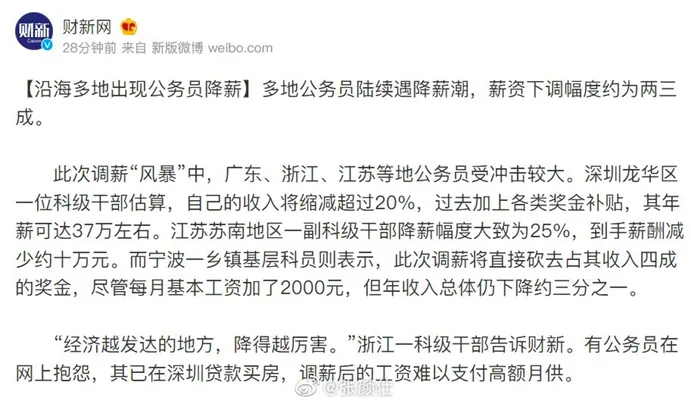 财新
Caixin
财新网
28分钟前 来自 新版微博 weibo.com
【沿海多地出现公务员降薪】多地公务员陆续遇降薪潮，薪资下调幅度约为两三
成。
此次调薪“风暴”中，广东、浙江、江苏等地公务员受冲击较大。深圳龙华区
一位科级干部估算，自己的收入将缩减超过20%，过去加上各类奖金补贴，其年
薪可达37万左右。江苏苏南地区一副科级干部降薪幅度大致为25%，到手薪酬减
少约十万元。而宁波一乡镇基层科员则表示，此次调薪将直接砍去占其收入四成
的奖金，尽管每月基本工资加了2000元，但年收入总体仍下降约三分之一。
“经济越发达的地方，降得越厉害。”浙江一科级干部告诉财新。有公务员在
网上抱怨，其已在深圳贷款买房，调薪后的工资难以支付高额月供。
@张颜任